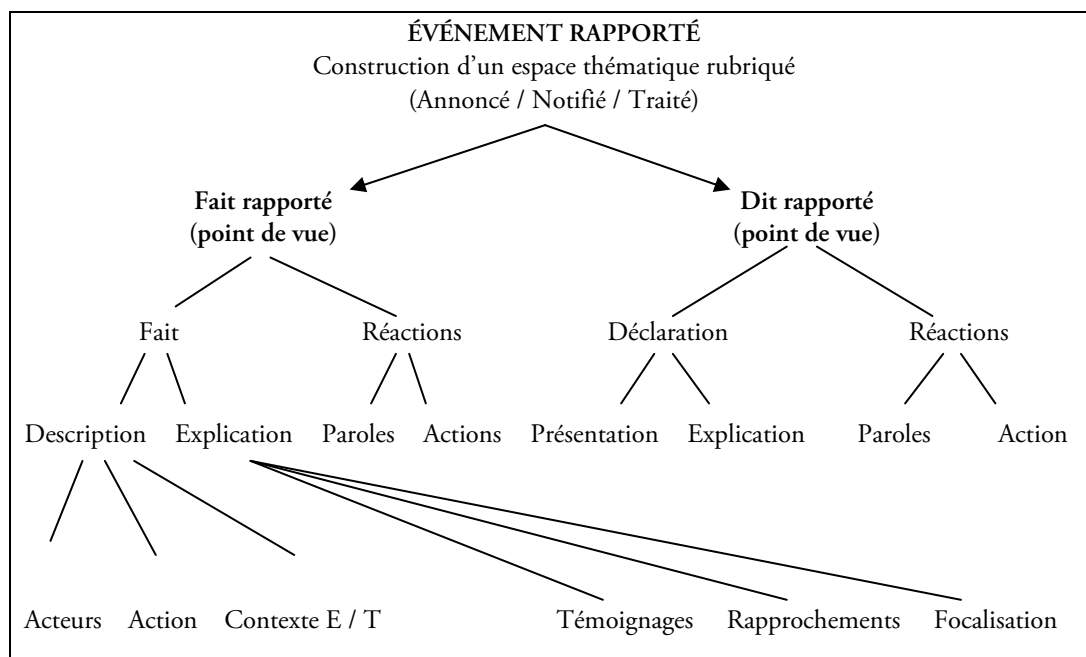 ÉVÉNEMENT RAPPORTÉ
Construction d’un espace thématique rubriqué
(Annoncé / Notifié / Traité)
Fait rapporté Dit rapporté
(point de vue) (point de vue)
Fait Réactions Déclaration Réactions
Description Explication Paroles Actions Présentation Explication Paroles Action
Acteurs Action Contexte E / T Témoignages Rapprochements Focalisation